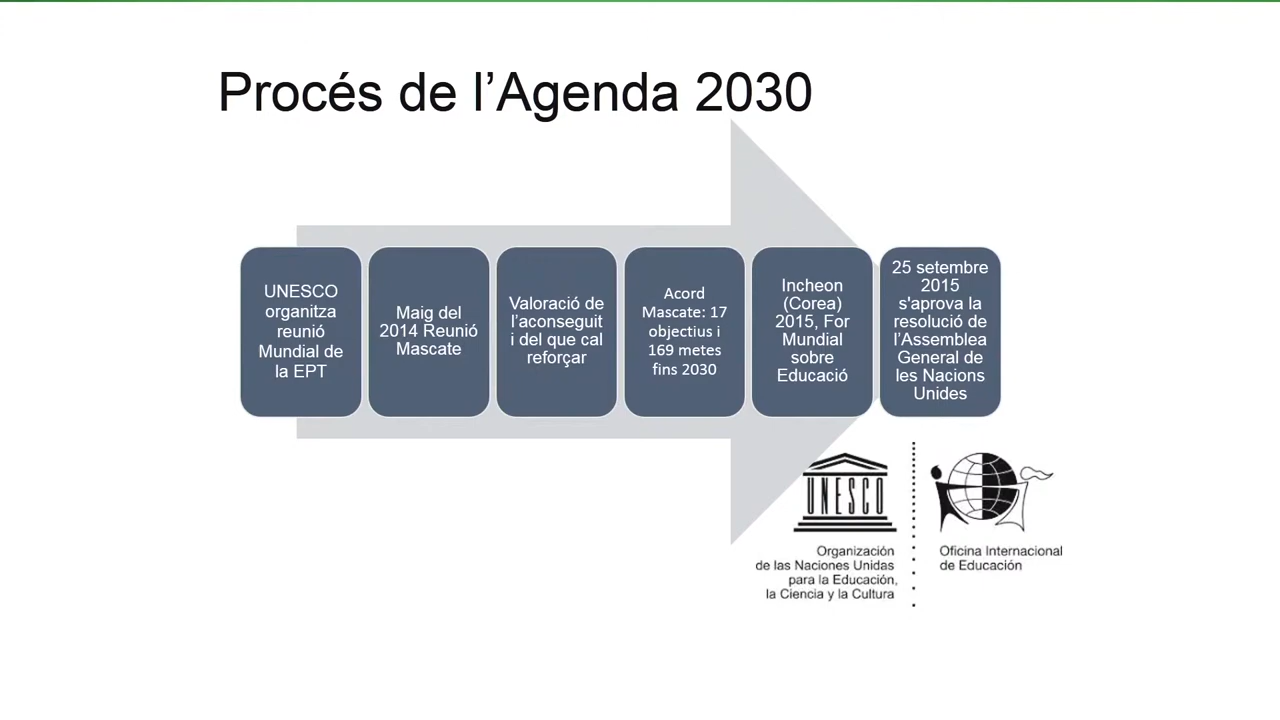 Procés de l’Agenda 2030
UNESCO
organitza
reunió
Mundial de
la EPT
Maig del
2014 Reunió
Mascate
Valoració de
l’aconseguit
i del que cal
reforçar
Acord
Mascate: 17
objectius i
169 metes
fins 2030
Incheon
(Corea)
2015, For
Mundial
sobre
Educació
25 setembre
2015
s'aprova la
resolució de
l’Assemblea
General de
les Nacions
Unides
UNESCO
Organización
de las Naciones Unidas
para la Educación,
la Ciencia y la Cultura
Oficina Internacional
de Educación